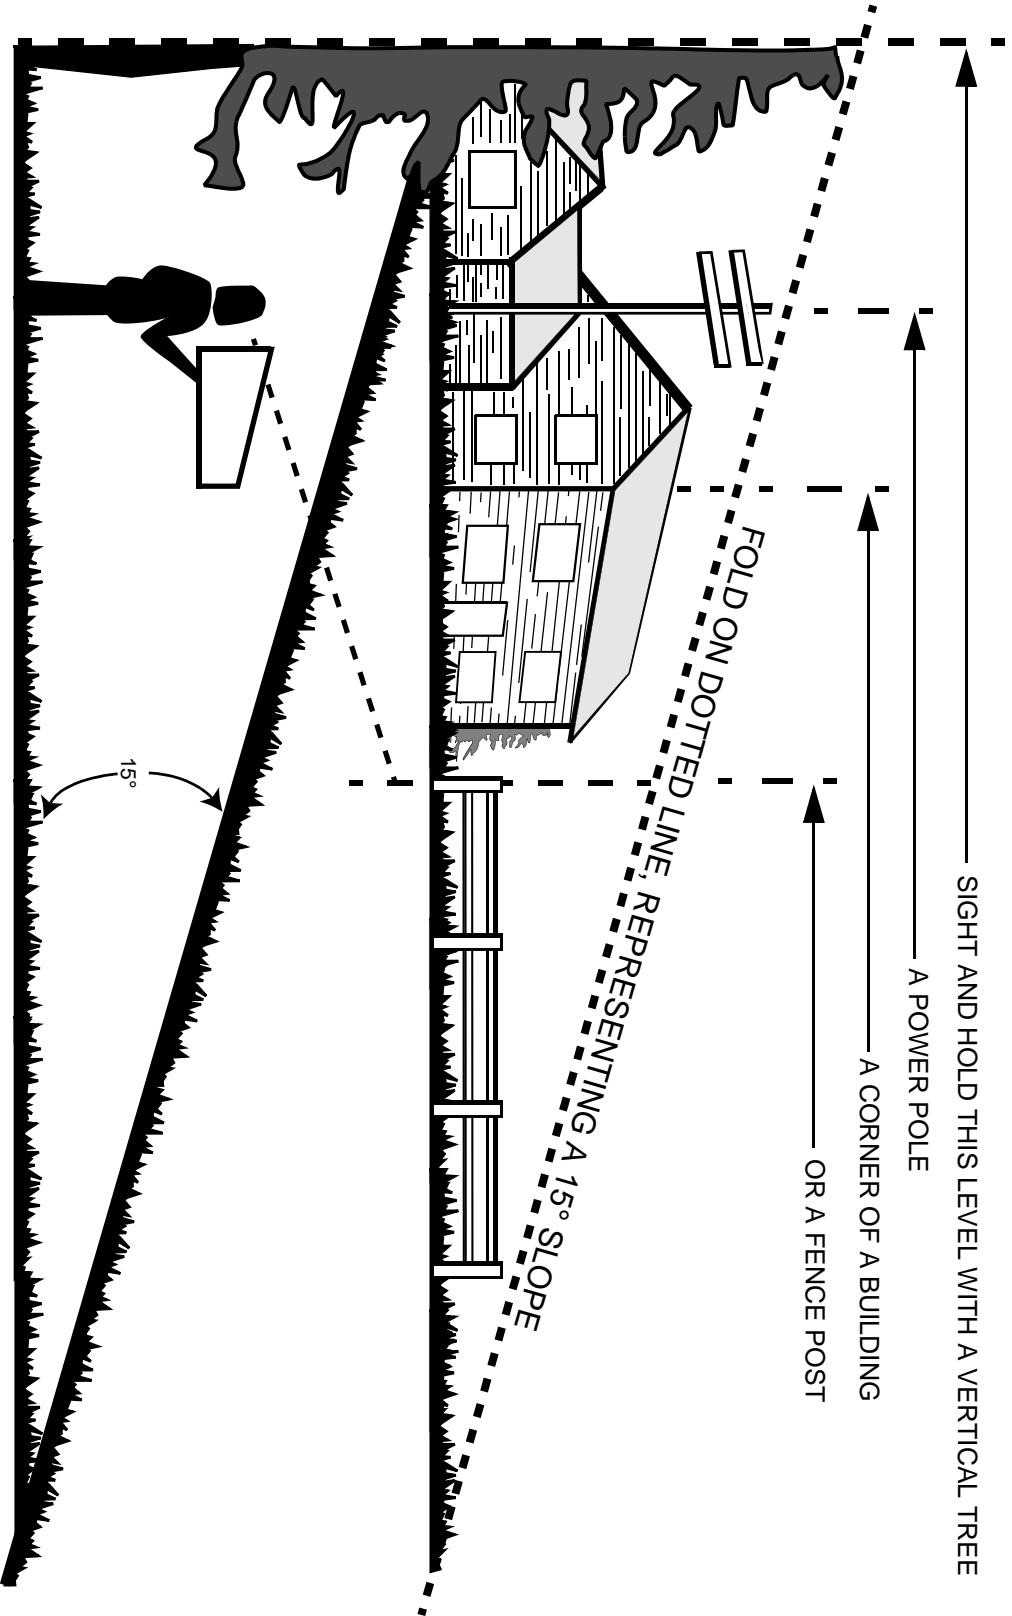 SIGHT AND HOLD THIS LEVEL WITH A VERTICAL TREE
A POWER POLE
A CORNER OF A BUILDING
OR A FENCE POST
FOLD ON DOTTED LINE, REPRESENTING A 15° SLOPE
15°